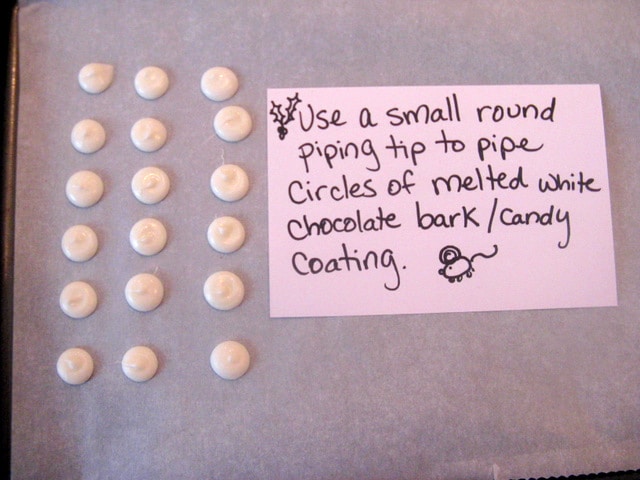 Use a small round
piping tip to pipe
Circles of melted white
chocolate bark/candy
Coating.